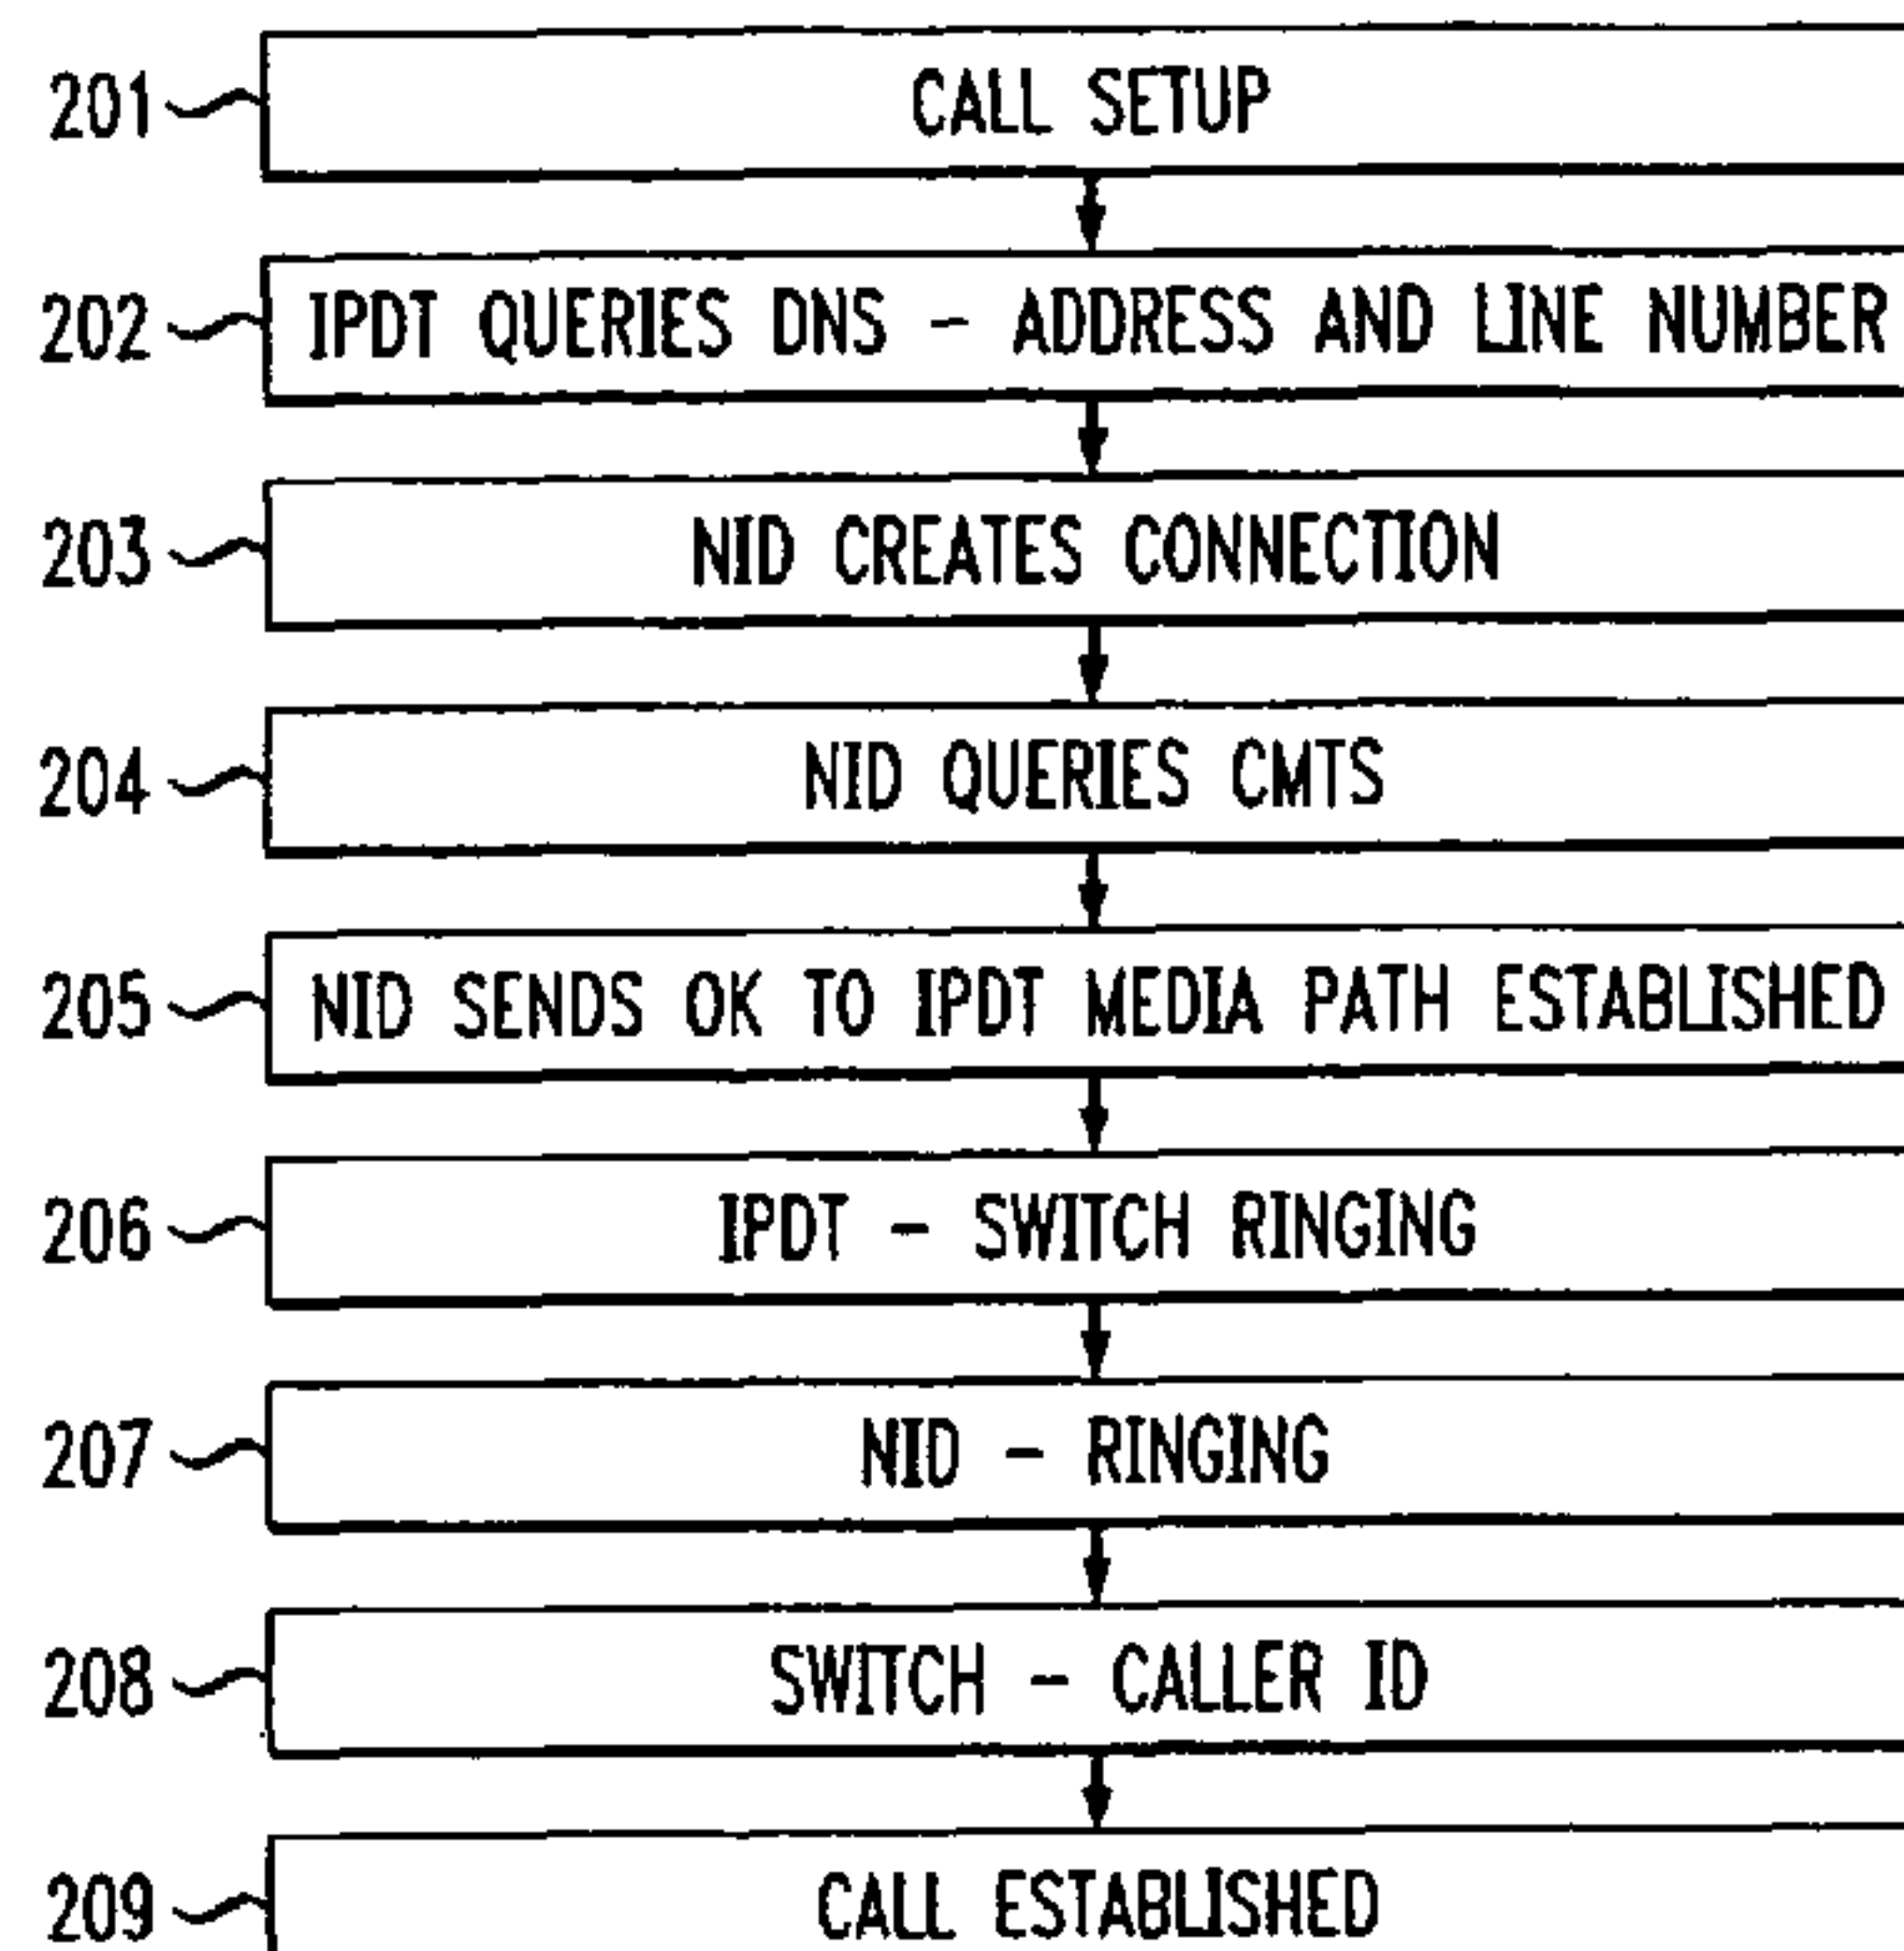 201 CALL SETUP
202 IPDT QUERIES DNS - ADDRESS AND LINE NUMBER
203 NID CREATES CONNECTION
204 NID QUERIES CMTS
205 NID SENDS OK TO IPDT MEDIA PATH ESTABLISHED
206 IPDT - SWITCH RINGING
207 NID - RINGING
208 SWITCH - CALLER ID
209 CALL ESTABLISHED